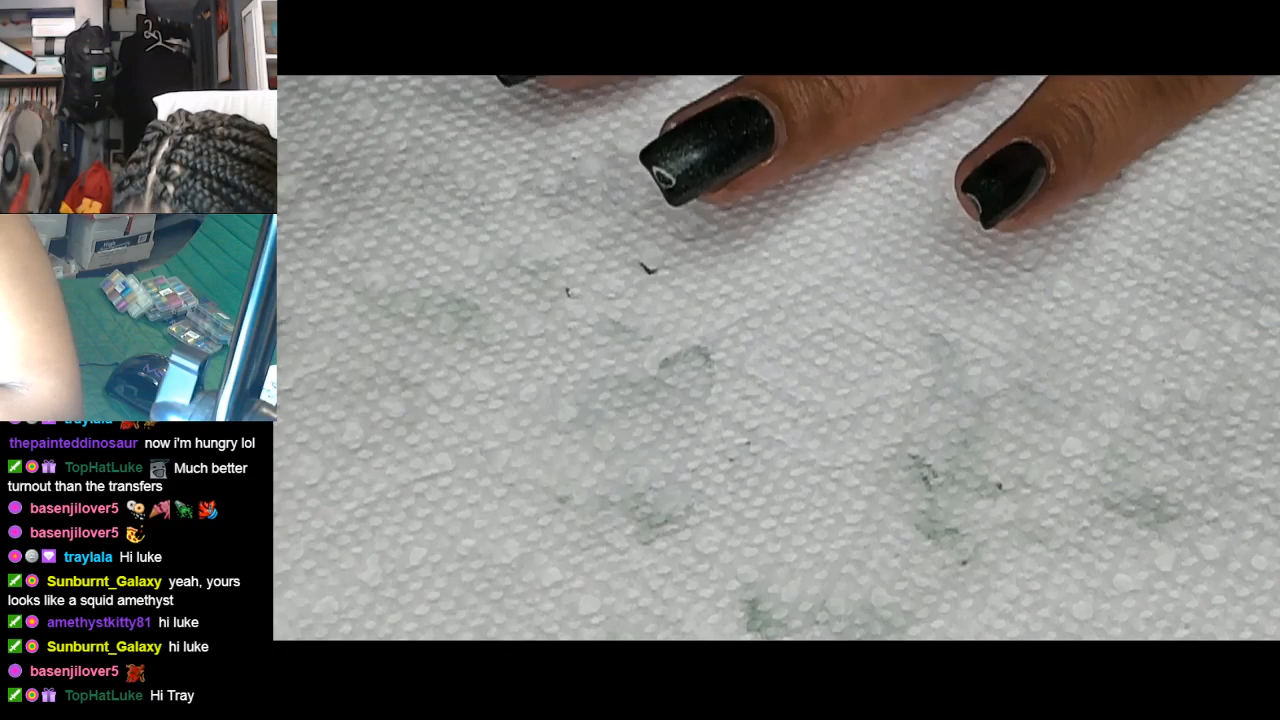 traylala
thepainteddinosaur now i'm hungry lol
TopHatLuke Much better
turnout than the transfers
basenjilover5
basenjilover5
traylala Hi luke
Sunburnt_Galaxy yeah, yours
looks like a squid amethyst
amethystkitty81 hi luke
Sunburnt_Galaxy hi luke
basenjilover5
TopHatLuke Hi Tray